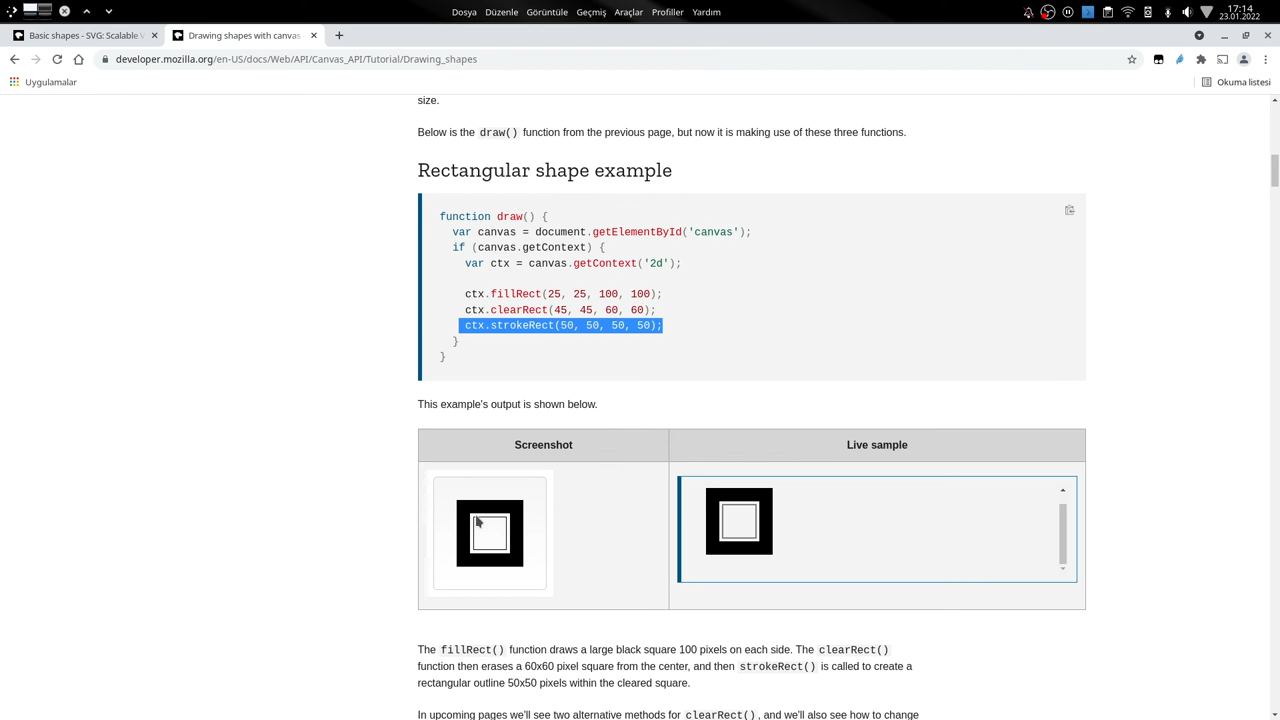 Dosya Düzenle Görüntüle Geçmiş Araçlar Profiller Yardım
17:14
23.01.2022
Basic shapes - SVG: Scalable V
Drawing shapes with canvas -
developer.mozilla.org/en-US/docs/Web/API/Canvas_API/Tutorial/Drawing_shapes
Uygulamalar
Okuma listesi
size.
Below is the draw() function from the previous page, but now it is making use of these three functions.
Rectangular shape example
function draw() {
var canvas = document.getElementById('canvas');
if (canvas.getContext) {
var ctx = canvas.getContext('2d');
ctx.fillRect(25, 25, 100, 100);
ctx.clearRect(45, 45, 60, 60);
ctx.strokeRect(50, 50, 50, 50);
}
}
This example's output is shown below.
Screenshot Live sample
The fillRect() function draws a large black square 100 pixels on each side. The clearRect()
function then erases a 60x60 pixel square from the center, and then strokeRect() is called to create a
rectangular outline 50x50 pixels within the cleared square.
In upcoming pages we'll see two alternative methods for clearRect(), and we'll also see how to change